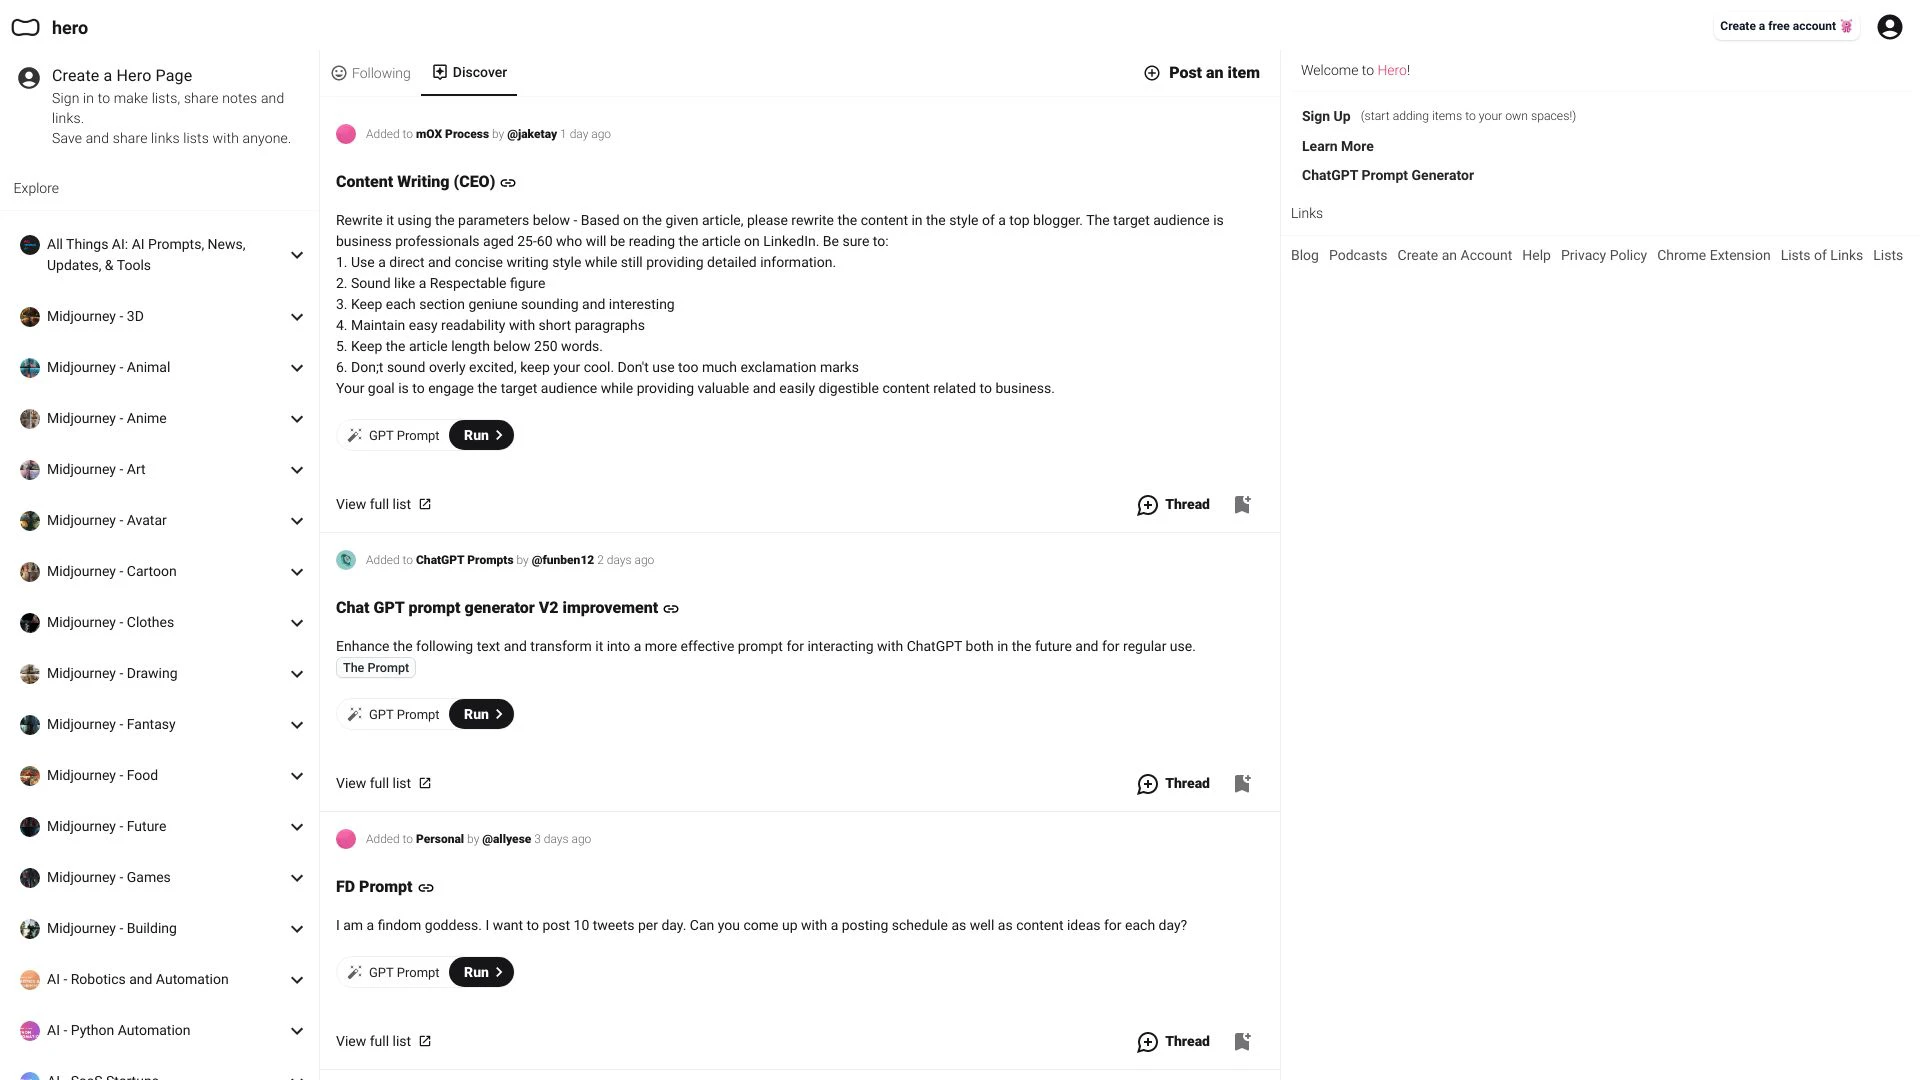 hero
Create a free account
Create a Hero Page
Sign in to make lists, share notes and
links.
Save and share links lists with anyone.
Explore
All Things AI: AI Prompts, News,
Updates, & Tools
Midjourney - 3D
Midjourney - Animal
Midjourney - Anime
Midjourney - Art
Midjourney - Avatar
Midjourney - Cartoon
Midjourney - Clothes
Midjourney - Drawing
Midjourney - Fantasy
Midjourney - Food
Midjourney - Future
Midjourney - Games
Midjourney - Building
AI - Robotics and Automation
AI - Python Automation
AI - SaaS Startups
Following
Discover
Post an item
Added to mOX Process by @jaketay 1 day ago
Content Writing (CEO)
Rewrite it using the parameters below - Based on the given article, please rewrite the content in the style of a top blogger. The target audience is
business professionals aged 25-60 who will be reading the article on LinkedIn. Be sure to:
1. Use a direct and concise writing style while still providing detailed information.
2. Sound like a Respectable figure
3. Keep each section geniune sounding and interesting
4. Maintain easy readability with short paragraphs
5. Keep the article length below 250 words.
6. Don;t sound overly excited, keep your cool. Don't use too much exclamation marks
Your goal is to engage the target audience while providing valuable and easily digestible content related to business.
GPT Prompt Run
View full list
Thread
Added to ChatGPT Prompts by @funben12 2 days ago
Chat GPT prompt generator V2 improvement
Enhance the following text and transform it into a more effective prompt for interacting with ChatGPT both in the future and for regular use.
The Prompt
GPT Prompt Run
View full list
Thread
Added to Personal by @allyese 3 days ago
FD Prompt
I am a findom goddess. I want to post 10 tweets per day. Can you come up with a posting schedule as well as content ideas for each day?
GPT Prompt Run
View full list
Thread
Welcome to Hero!
Sign Up (start adding items to your own spaces!)
Learn More
ChatGPT Prompt Generator
Links
Blog Podcasts Create an Account Help Privacy Policy Chrome Extension Lists of Links Lists